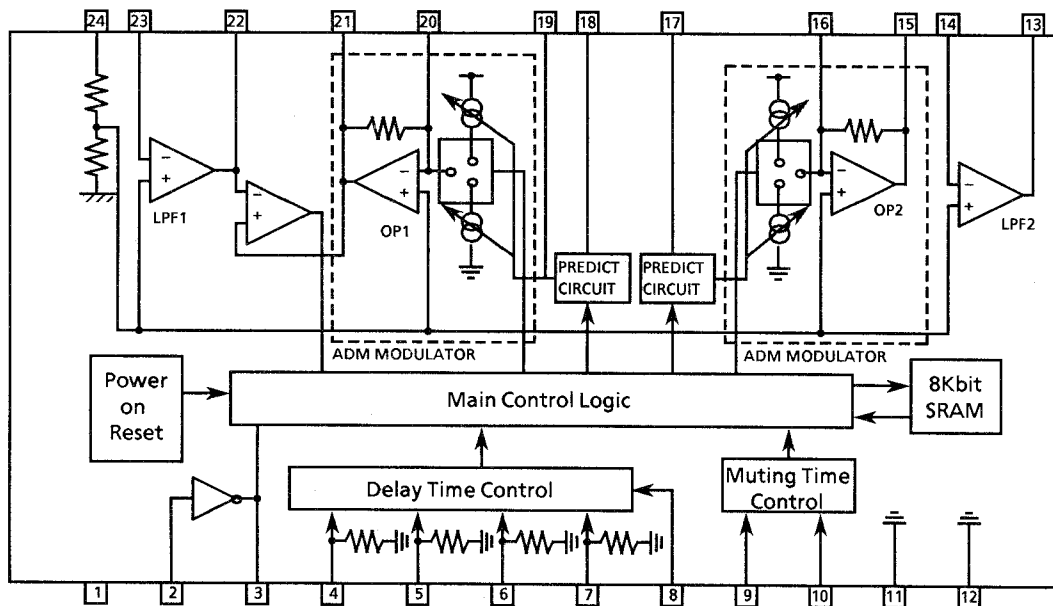 24 23 22 21 20 19 18 17 16 15 14 13
LPF1
OP1
OP2
LPF2
PREDICT
CIRCUIT
PREDICT
CIRCUIT
ADM MODULATOR
ADM MODULATOR
Power
on
Reset
Main Control Logic
8Kbit
SRAM
Delay Time Control
Muting Time
Control
1 2 3 4 5 6 7 8 9 10 11 12